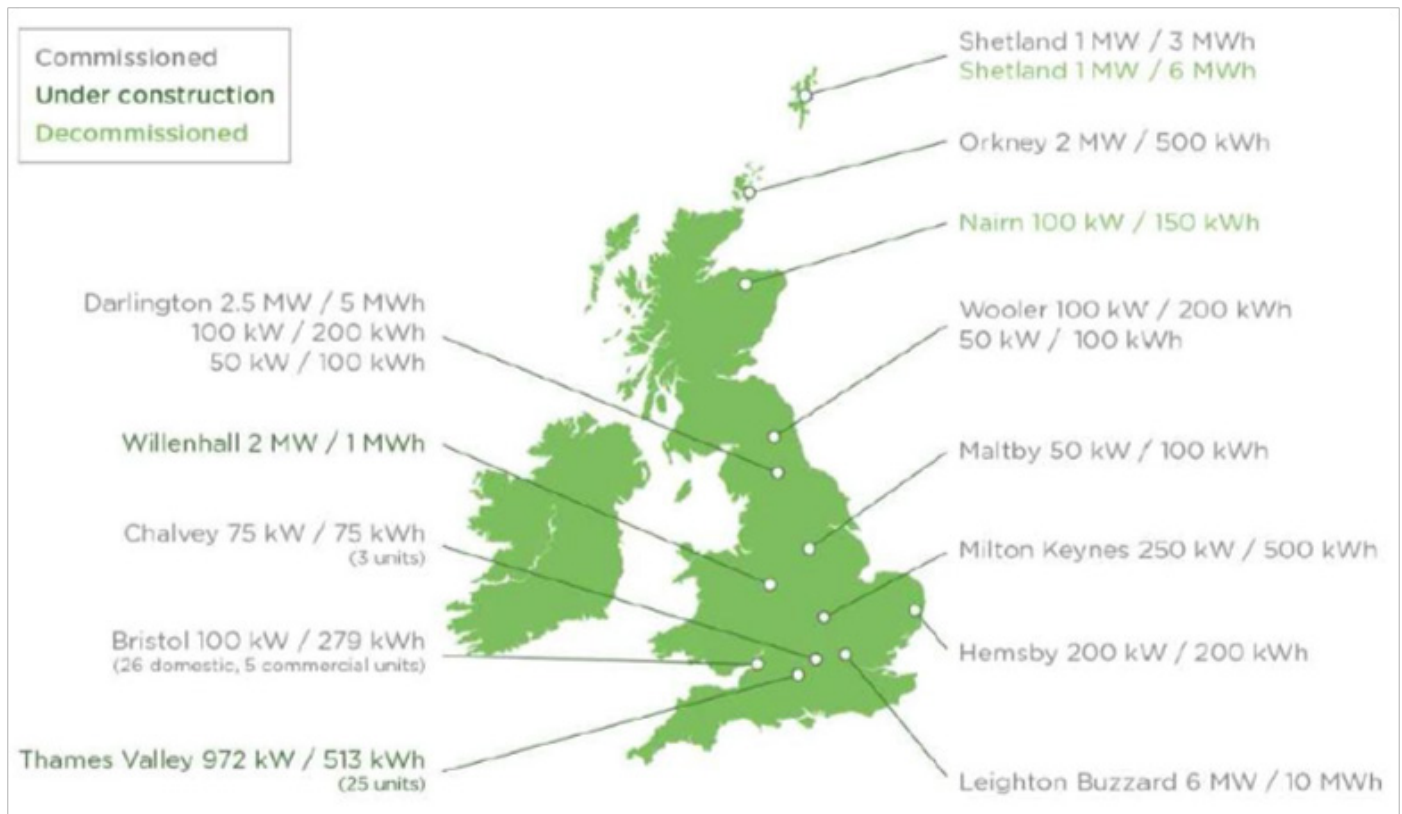 Commissioned
Under construction
Decommissioned
Shetland 1 MW / 3 MWh
Shetland 1 MW / 6 MWh
Orkney 2 MW / 500 kWh
Nairn 100 kW / 150 kWh
Darlington 2.5 MW / 5 MWh
100 kW / 200 kWh
50 kW / 100 kWh
Wooler 100 kW / 200 kWh
50 kW / 100 kWh
Willenhall 2 MW / 1 MWh
Maltby 50 kW / 100 kWh
Chalvey 75 kW / 75 kWh
(3 units)
Milton Keynes 250 kW / 500 kWh
Bristol 100 kW / 279 kWh
(26 domestic, 5 commercial units)
Hemsby 200 kW / 200 kWh
Thames Valley 972 kW / 513 kWh
(25 units)
Leighton Buzzard 6 MW / 10 MWh